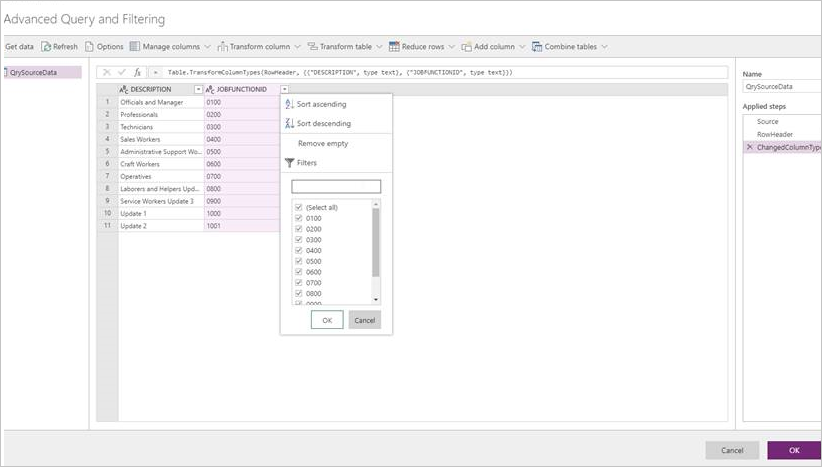 Advanced Query and Filtering
Get data Refresh Options Manage columns Transform column Transform table Reduce rows Add column Combine tables
QrySourceData
fx Table.TransformColumnTypes(RowHeader, {{"DESCRIPTION", type text}, {"JOBFUNCTIONID", type text}})
DESCRIPTION JOBFUNCTIONID
1 Officials and Manager 0100
2 Professionals 0200
3 Technicians 0300
4 Sales Workers 0400
5 Administrative Support Wo... 0500
6 Craft Workers 0600
7 Operatives 0700
8 Laborers and Helpers Upd... 0800
9 Service Workers Update 3 0900
10 Update 1 1000
11 Update 2 1001
Sort ascending
Sort descending
Remove empty
Filters
(Select all)
0100
0200
0300
0400
0500
0600
0700
0800
0900
OK Cancel
Name
QrySourceData
Applied steps
Source
RowHeader
ChangedColumnType
Cancel OK